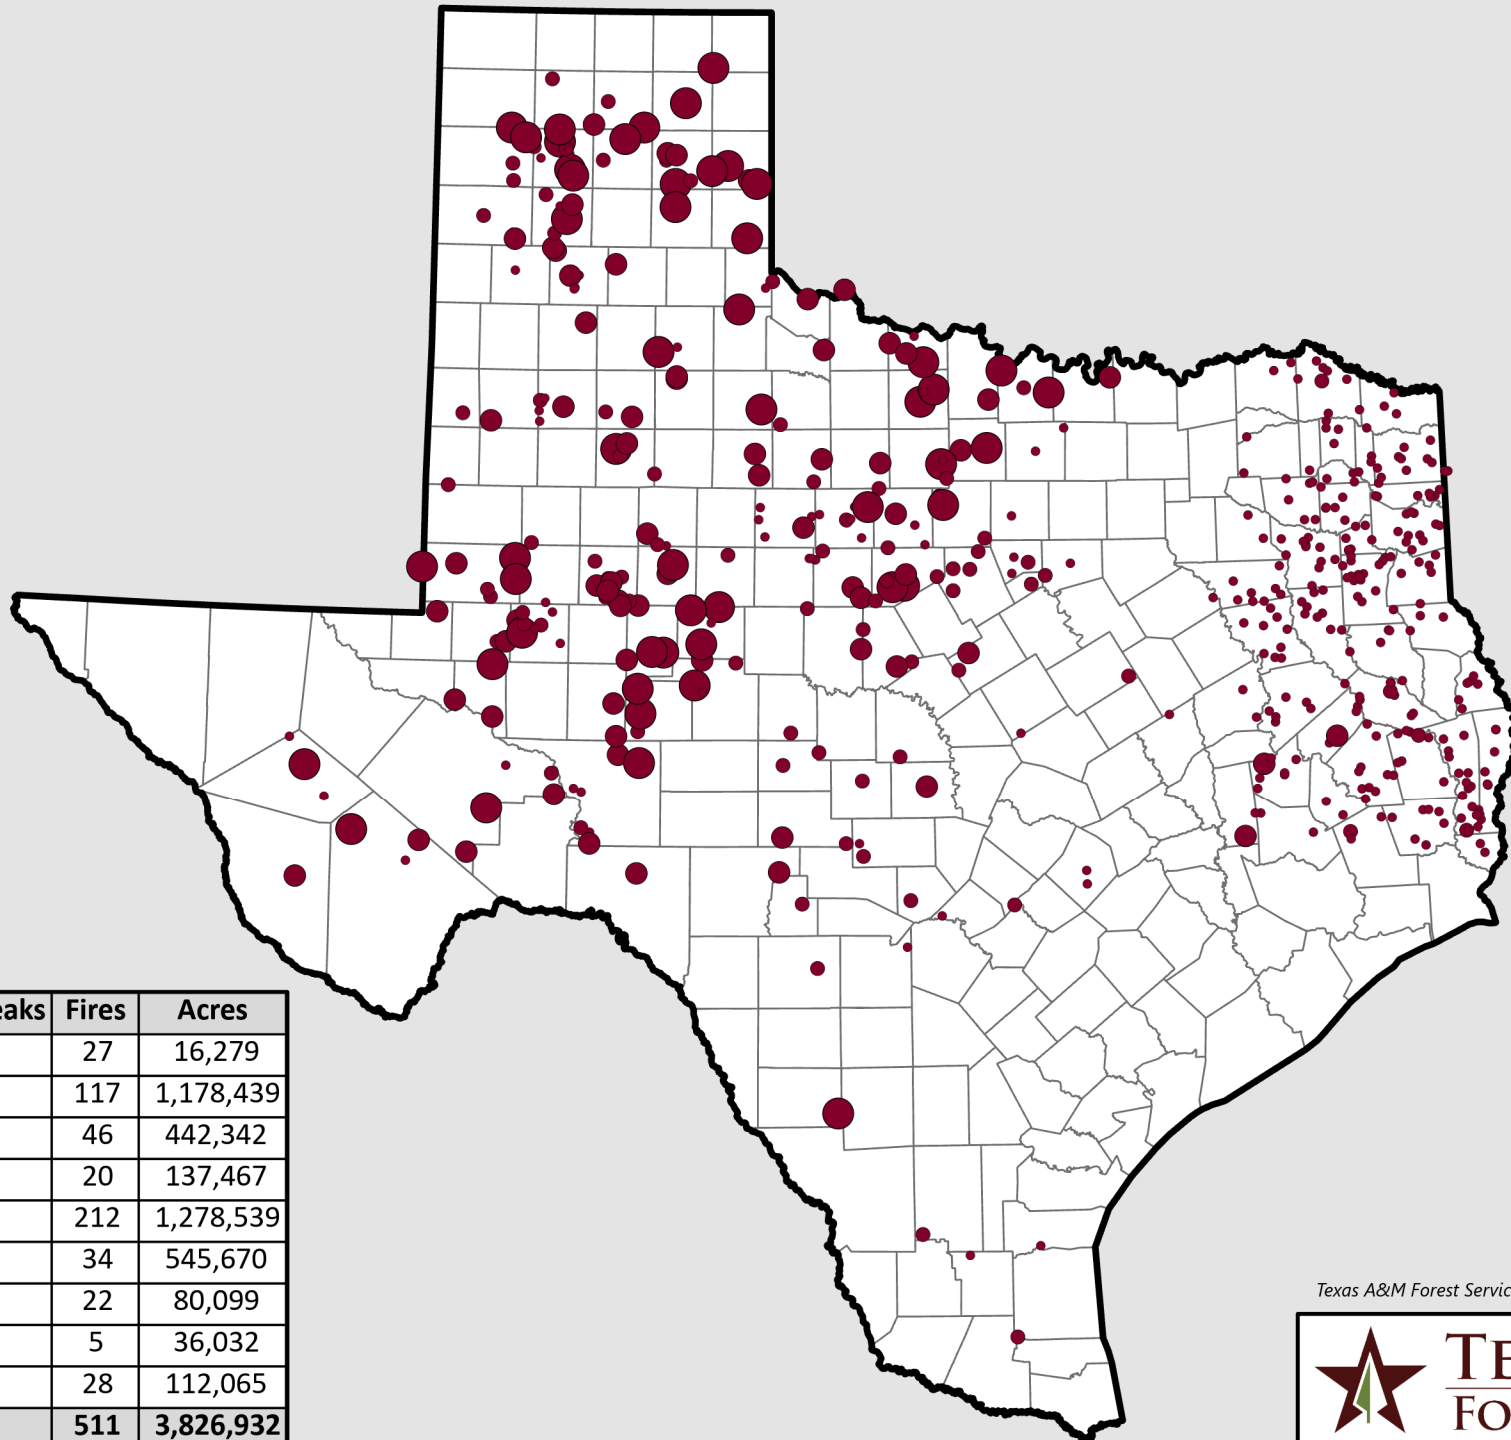 eaks Fires Acres
27 16,279
117 1,178,439
46 442,342
20 137,467
212 1,278,539
34 545,670
22 80,099
5 36,032
28 112,065
511 3,826,932
Texas A&M Forest Servic
TE
FO